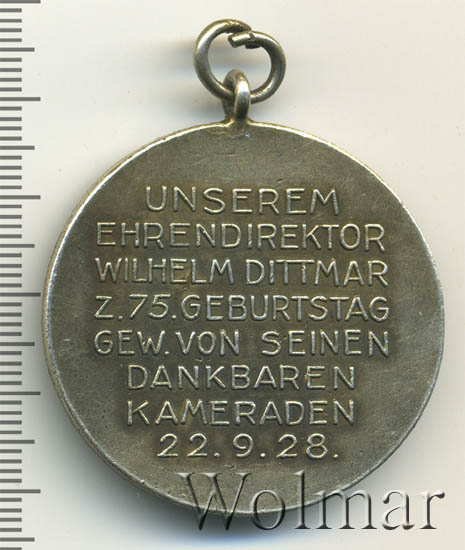 UNSEREM
EHRENDIREKTOR
WILHELM DITTMAR
Z. 75. GEBURTSTAG
GEW. VON SEINEN
DANKBAREN
KAMERADEN
22. 9. 28.
Wolmar